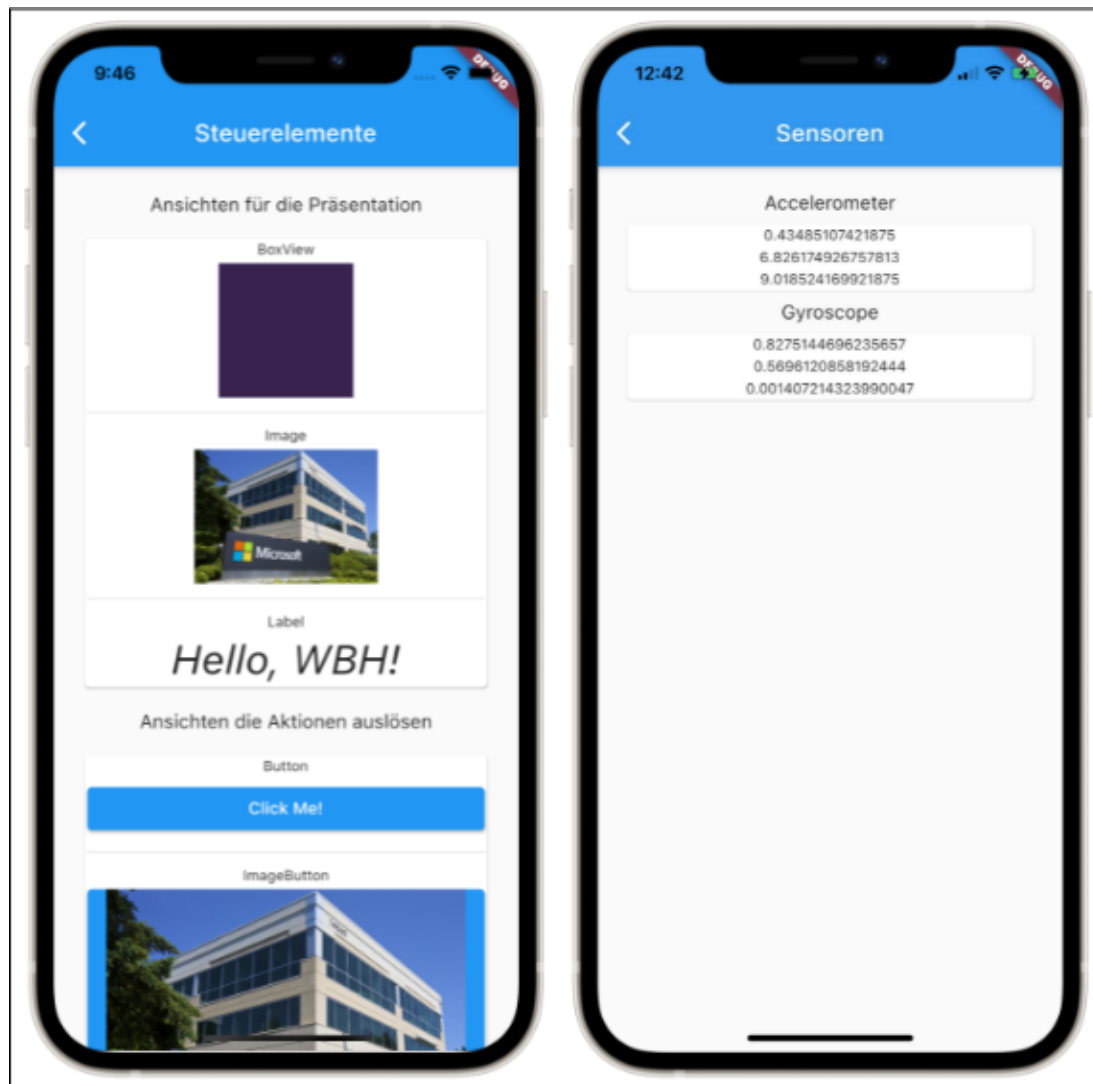 9:46
DEBUG
Steuerelemente
Ansichten für die Präsentation
BoxView
Image
Microsoft
Label
Hello, WBH!
Ansichten die Aktionen auslösen
Button
Click Me!
ImageButton
12:42
DEBUG
Sensoren
Accelerometer
0.43485107421875
6.826174926757813
9.018524169921875
Gyroscope
0.8275144696235657
0.5696120858192444
0.001407214323990047